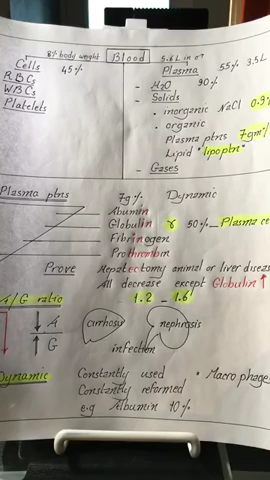 8% body weight Blood 5.6 L in ♂
Cells 45%
RBCs
WBCs
Platelets
Plasma 55% 3.5L
- H2O 90%
- Solids
. inorganic NaCl 0.9%
. organic
Plasma ptns 7gm%
Lipid "lipoptn"
- Gases
Plasma ptns 7g% Dynamic
Abumin
Globulin γ 50% Plasma ce
Fibrinogen
Prothrombin
Prove Hepatectomy animal or liver diseas
All decrease except Globulin ↑
A/G ratio 1.2 - 1.6
↓ A
↑ G
cirrhosis
nephrosis
infection
Dynamic Constantly used • Macrophage
Constantly reformed
e.g Albumin 10%